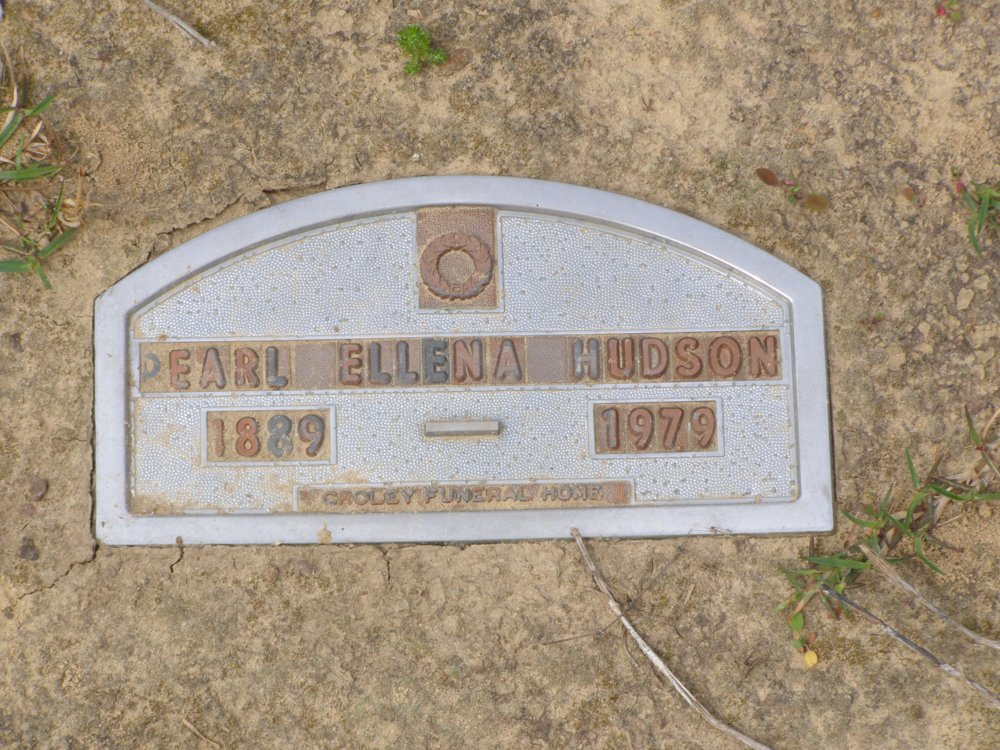 PEARL ELLENA HUDSON
1889 — 1979
CROLEY FUNERAL HOME